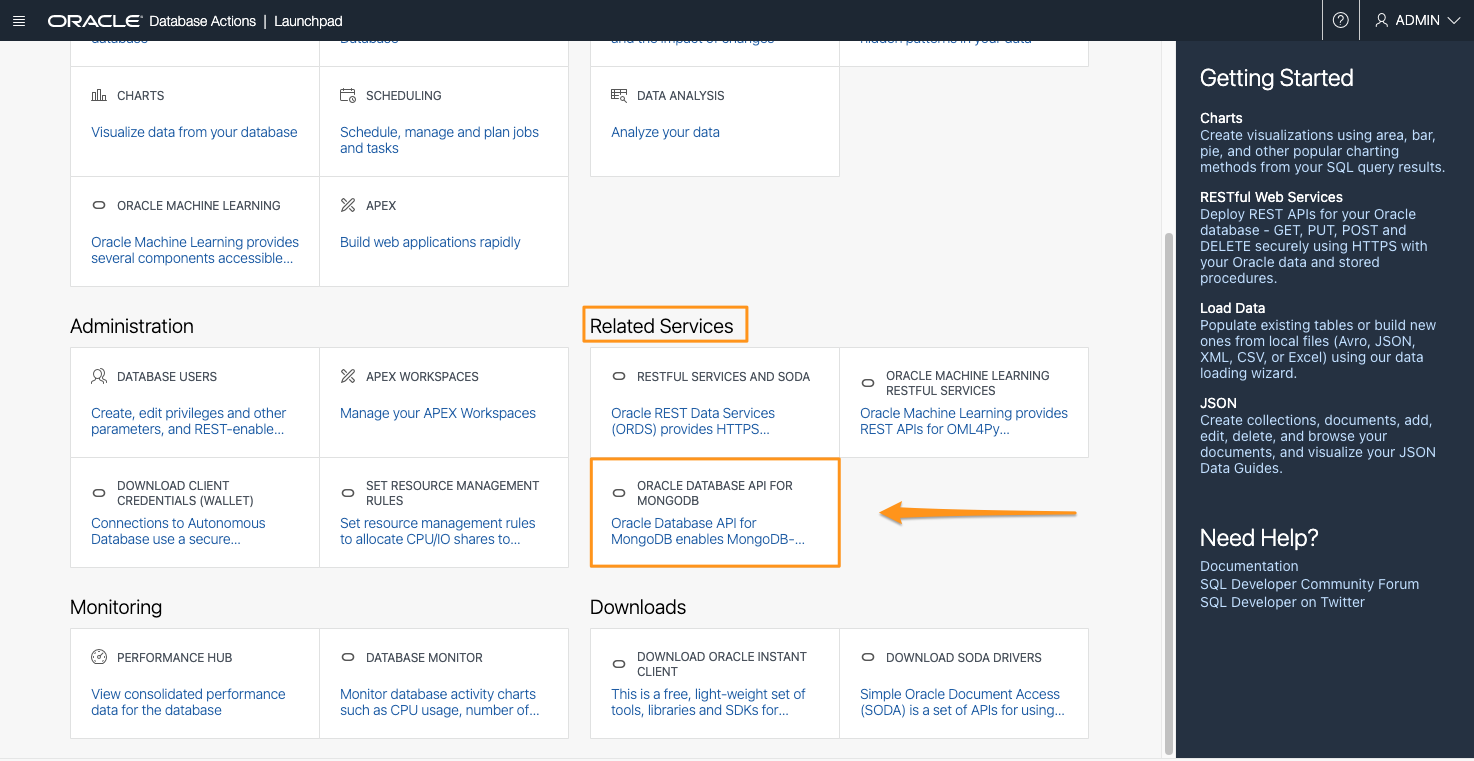 ORACLE Database Actions | Launchpad
ADMIN
database
Database
and the impact of changes
hidden patterns in your data
CHARTS
Visualize data from your database
SCHEDULING
Schedule, manage and plan jobs
and tasks
DATA ANALYSIS
Analyze your data
ORACLE MACHINE LEARNING
Oracle Machine Learning provides
several components accessible...
APEX
Build web applications rapidly
Administration
DATABASE USERS
Create, edit privileges and other
parameters, and REST-enable...
APEX WORKSPACES
Manage your APEX Workspaces
DOWNLOAD CLIENT
CREDENTIALS (WALLET)
Connections to Autonomous
Database use a secure...
SET RESOURCE MANAGEMENT
RULES
Set resource management rules
to allocate CPU/IO shares to...
Related Services
RESTFUL SERVICES AND SODA
Oracle REST Data Services
(ORDS) provides HTTPS...
ORACLE MACHINE LEARNING
RESTFUL SERVICES
Oracle Machine Learning provides
REST APIs for OML4Py...
ORACLE DATABASE API FOR
MONGODB
Oracle Database API for
MongoDB enables MongoDB-...
Monitoring
PERFORMANCE HUB
View consolidated performance
data for the database
DATABASE MONITOR
Monitor database activity charts
such as CPU usage, number of...
Downloads
DOWNLOAD ORACLE INSTANT
CLIENT
This is a free, light-weight set of
tools, libraries and SDKs for...
DOWNLOAD SODA DRIVERS
Simple Oracle Document Access
(SODA) is a set of APIs for using...
Getting Started
Charts
Create visualizations using area, bar,
pie, and other popular charting
methods from your SQL query results.
RESTful Web Services
Deploy REST APIs for your Oracle
database - GET, PUT, POST and
DELETE securely using HTTPS with
your Oracle data and stored
procedures.
Load Data
Populate existing tables or build new
ones from local files (Avro, JSON,
XML, CSV, or Excel) using our data
loading wizard.
JSON
Create collections, documents, add,
edit, delete, and browse your
documents, and visualize your JSON
Data Guides.
Need Help?
Documentation
SQL Developer Community Forum
SQL Developer on Twitter